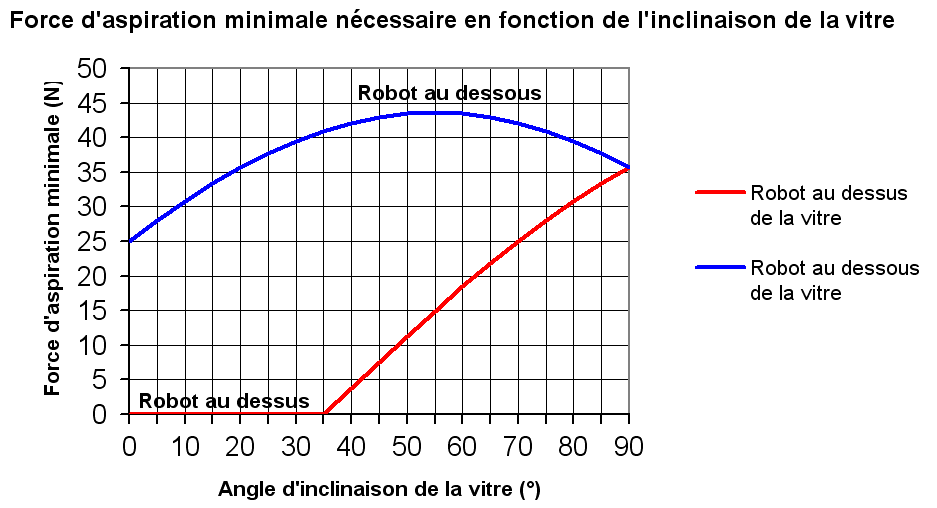 Force d'aspiration minimale nécessaire en fonction de l'inclinaison de la vitre
Force d'aspiration minimale (N)
50
45
40
35
30
25
20
15
10
5
0
Robot au dessous
Robot au dessus
0 10 20 30 40 50 60 70 80 90
Angle d'inclinaison de la vitre (°)
Robot au dessus
de la vitre
Robot au dessous
de la vitre